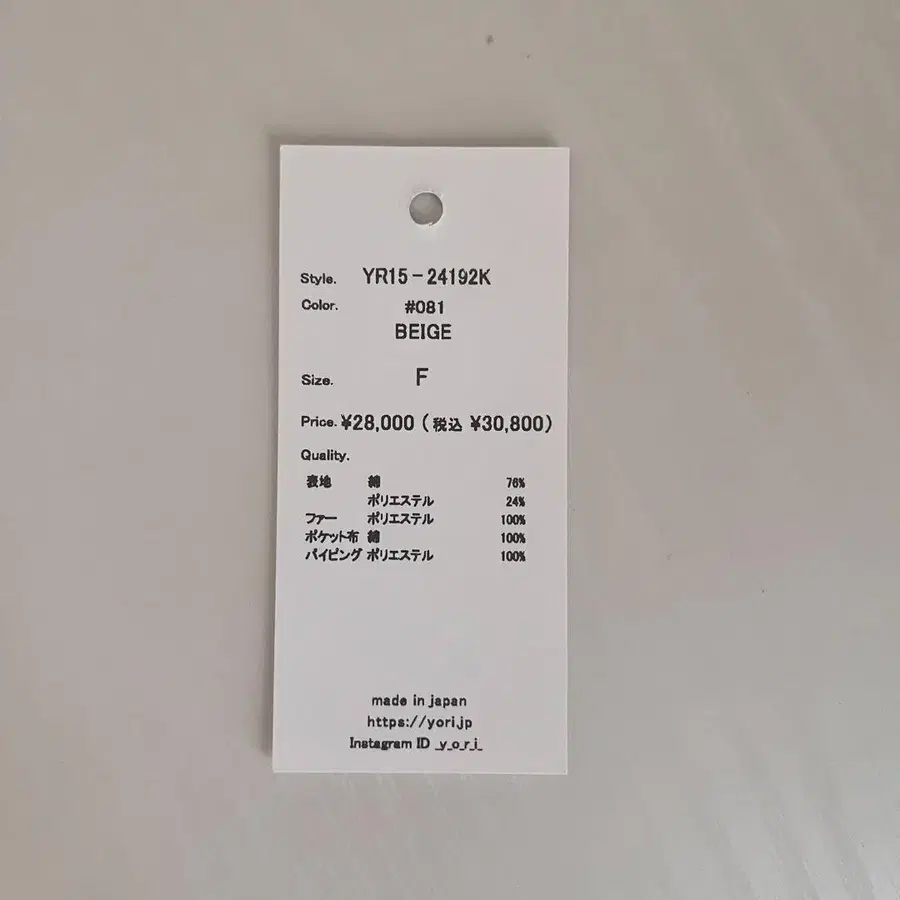 Style. YR15-24192K
Color. #081
BEIGE
Size. F
Price. ¥28,000 (税込 ¥30,800)
Quality.
表地 綿 76%
ポリエステル 24%
ファー ポリエステル 100%
ポケット布 綿 100%
パイピング ポリエステル 100%
made in japan
https://yori.jp
Instagram ID _y_o_r_i_